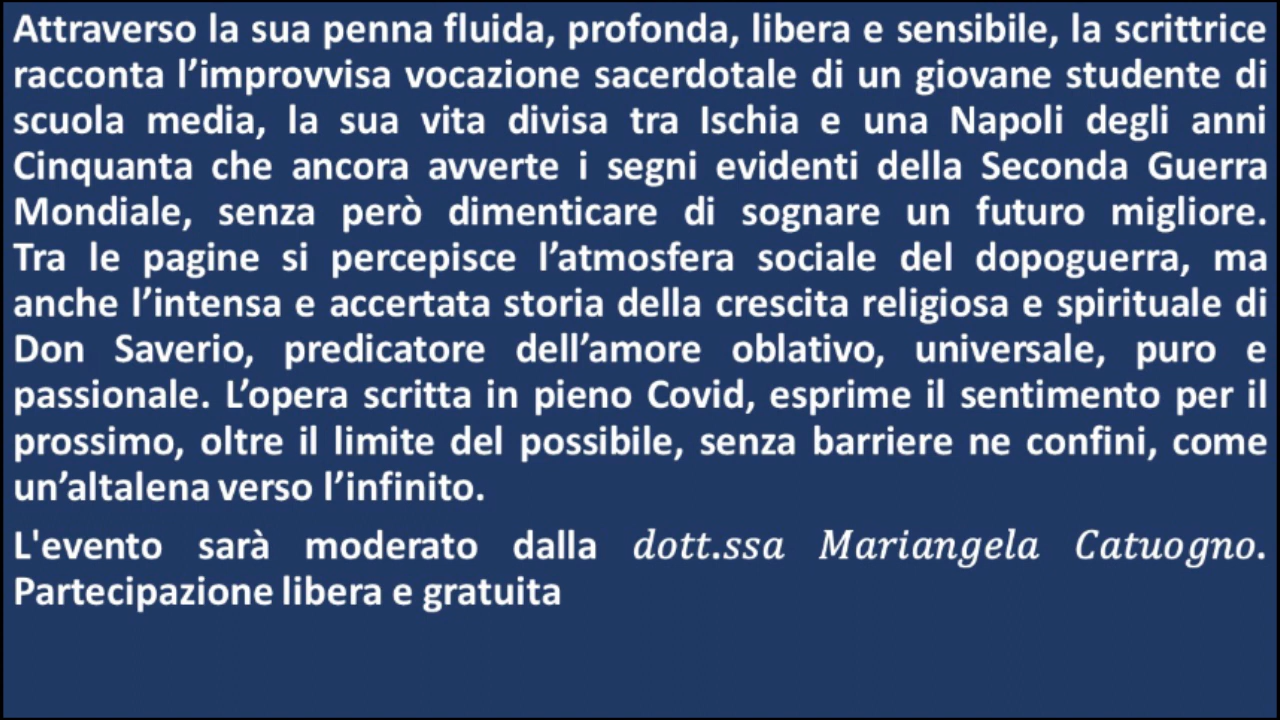 Attraverso la sua penna fluida, profonda, libera e sensibile, la scrittrice
racconta l’improvvisa vocazione sacerdotale di un giovane studente di
scuola media, la sua vita divisa tra Ischia e una Napoli degli anni
Cinquanta che ancora avverte i segni evidenti della Seconda Guerra
Mondiale, senza però dimenticare di sognare un futuro migliore.
Tra le pagine si percepisce l’atmosfera sociale del dopoguerra, ma
anche l’intensa e accertata storia della crescita religiosa e spirituale di
Don Saverio, predicatore dell’amore oblativo, universale, puro e
passionale. L’opera scritta in pieno Covid, esprime il sentimento per il
prossimo, oltre il limite del possibile, senza barriere ne confini, come
un’altalena verso l’infinito.
L'evento sarà moderato dalla dott.ssa Mariangela Catuogno.
Partecipazione libera e gratuita